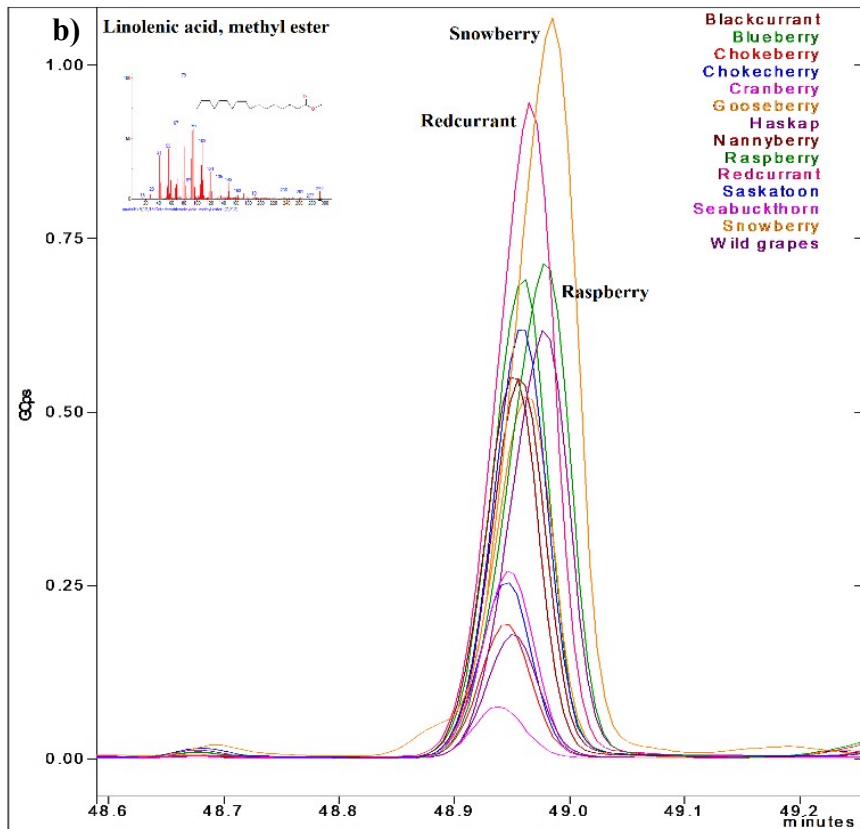 b) Linolenic acid, methyl ester
Snowberry
Redcurrant
Raspberry
Blackcurrant
Blueberry
Chokeberry
Chokecherry
Cranberry
Gooseberry
Haskap
Nannyberry
Raspberry
Redcurrant
Saskatoon
Seabuckthorn
Snowberry
Wild grapes
1.00
0.75
0.50
0.25
0.00
GCps
48.6 48.7 48.8 48.9 49.0 49.1 49.2
minutes